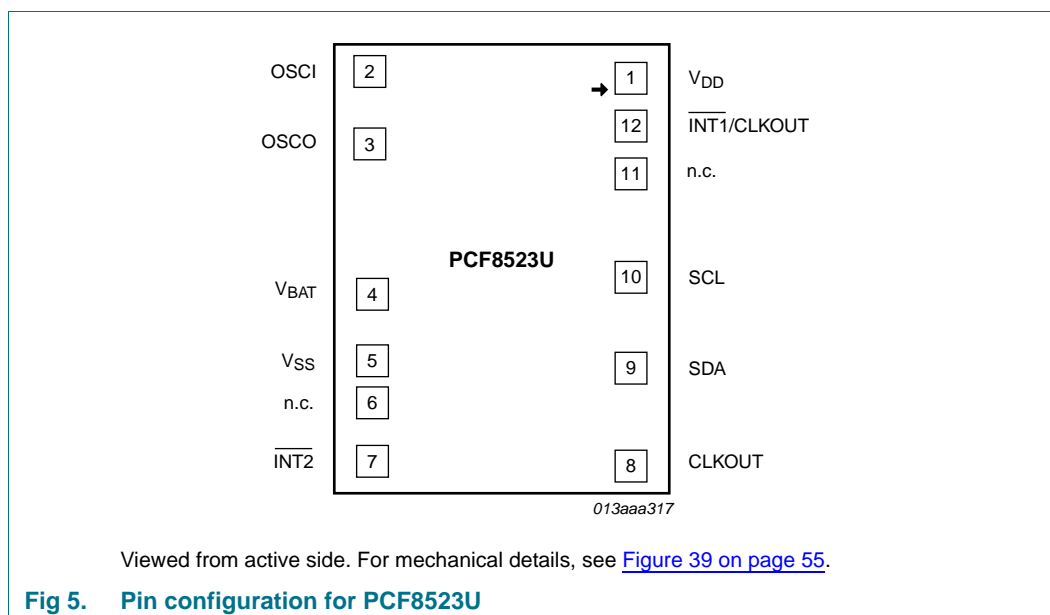 OSCI 2 1 VDD
12 INT1/CLKOUT
OSCO 3
11 n.c.
PCF8523U
10 SCL
VBAT 4
VSS 5
9 SDA
n.c. 6
INT2 7 8 CLKOUT
013aaa317
Viewed from active side. For mechanical details, see Figure 39 on page 55.
Fig 5. Pin configuration for PCF8523U